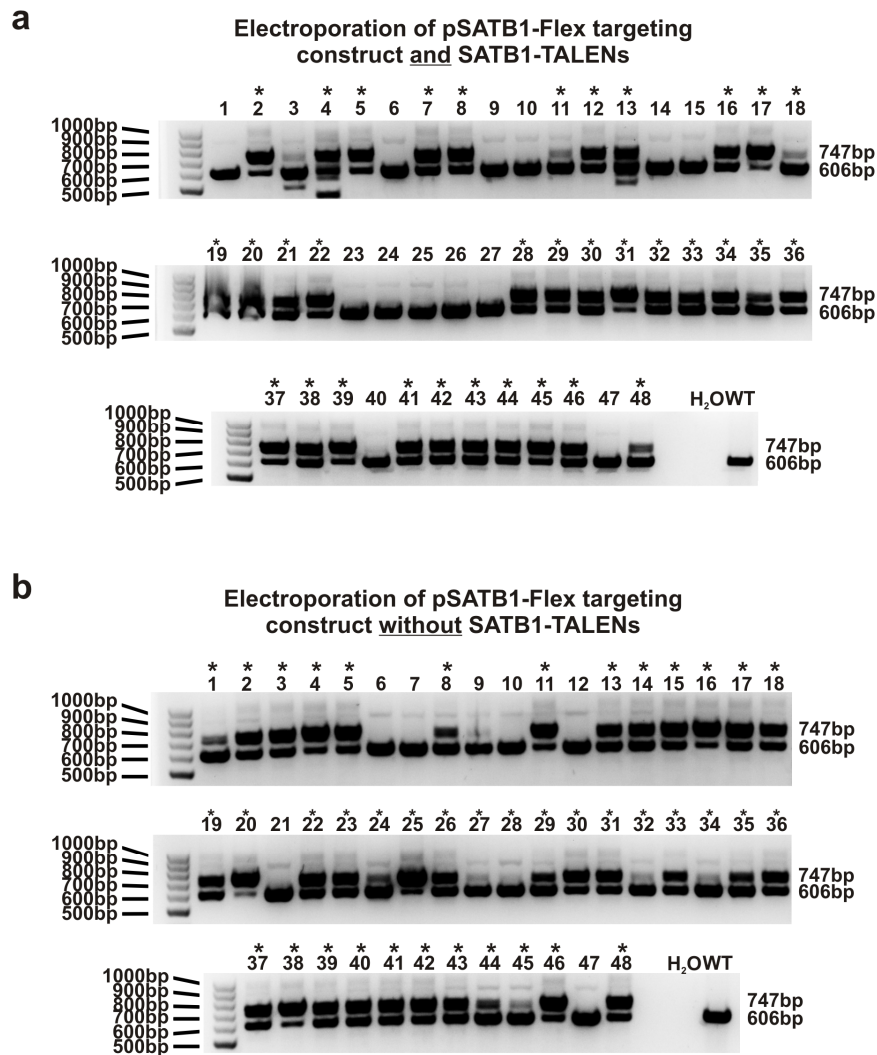 a
Electroporation of pSATB1-Flex targeting
construct and SATB1-TALENs
* * * * * * * * * * *
1 2 3 4 5 6 7 8 9 10 11 12 13 14 15 16 17 18
1000bp
900bp
800bp
700bp
600bp
500bp
747bp
606bp
* * * * * * * * * * * * *
19 20 21 22 23 24 25 26 27 28 29 30 31 32 33 34 35 36
1000bp
900bp
800bp
700bp
600bp
500bp
747bp
606bp
* * * * * * * * * *
37 38 39 40 41 42 43 44 45 46 47 48 H₂O WT
1000bp
900bp
800bp
700bp
600bp
500bp
747bp
606bp
b
Electroporation of pSATB1-Flex targeting
construct without SATB1-TALENs
* * * * * * * * * * * * * *
1 2 3 4 5 6 7 8 9 10 11 12 13 14 15 16 17 18
1000bp
900bp
800bp
700bp
600bp
500bp
747bp
606bp
* * * * * * * * * * * * * * * * *
19 20 21 22 23 24 25 26 27 28 29 30 31 32 33 34 35 36
1000bp
900bp
800bp
700bp
600bp
500bp
747bp
606bp
* * * * * * * * * * *
37 38 39 40 41 42 43 44 45 46 47 48 H₂O WT
1000bp
900bp
800bp
700bp
600bp
500bp
747bp
606bp